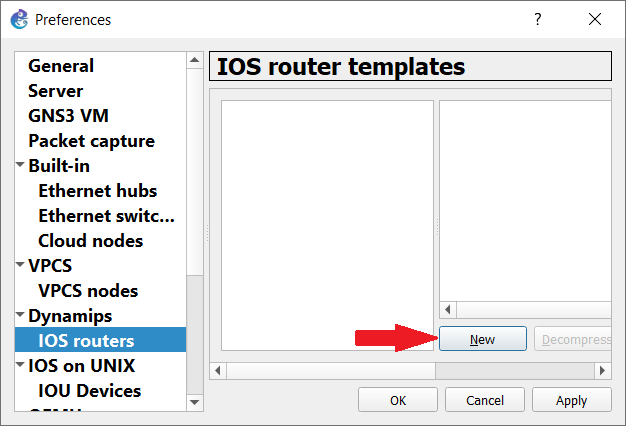 Preferences
?
General
Server
GNS3 VM
Packet capture
Built-in
Ethernet hubs
Ethernet switc...
Cloud nodes
VPCS
VPCS nodes
Dynamips
IOS routers
IOS on UNIX
IOU Devices
IOS router templates
New
Decompress
OK
Cancel
Apply